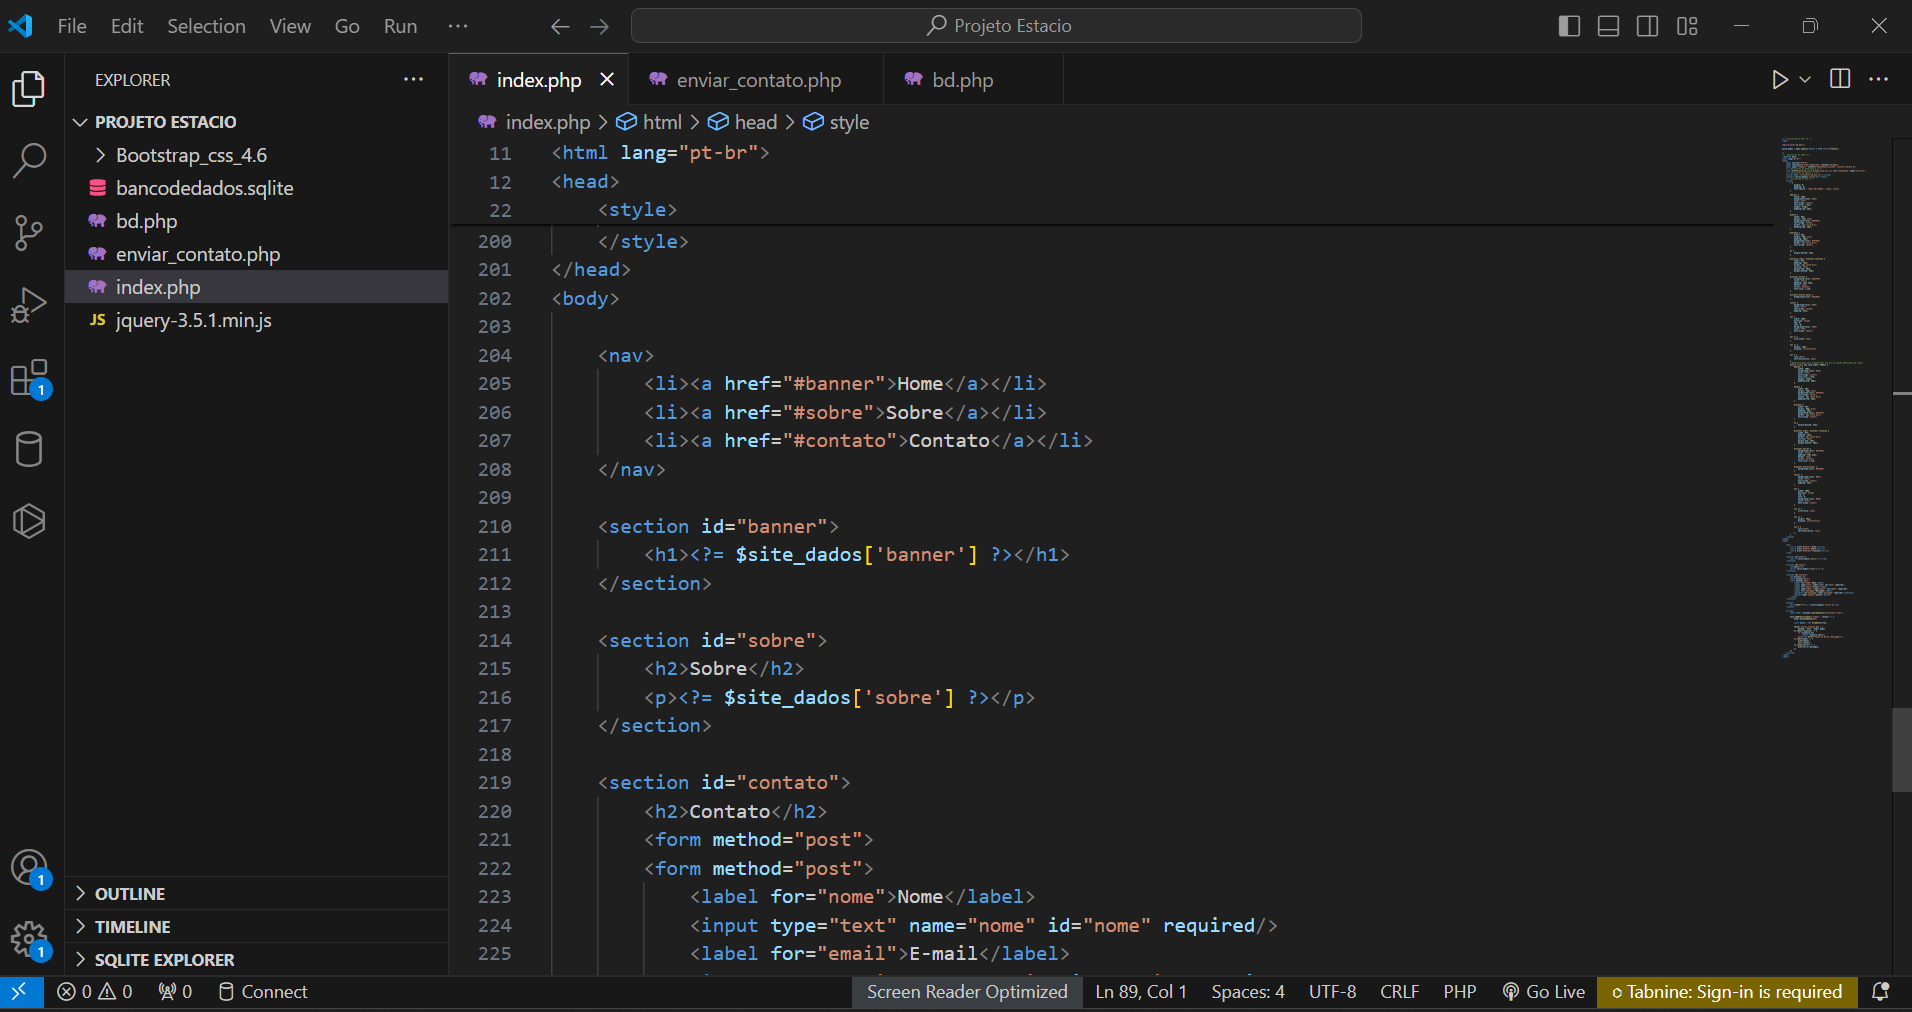 File Edit Selection View Go Run ··· Projeto Estacio
EXPLORER ···
PROJETO ESTACIO
Bootstrap_css_4.6
bancodedados.sqlite
bd.php
enviar_contato.php
index.php
JS jquery-3.5.1.min.js
OUTLINE
TIMELINE
SQLITE EXPLORER
1
1
1
index.php enviar_contato.php bd.php
index.php > html > head > style
11 <html lang="pt-br">
12 <head>
22 <style>
200 </style>
201 </head>
202 <body>
203
204 <nav>
205 <li><a href="#banner">Home</a></li>
206 <li><a href="#sobre">Sobre</a></li>
207 <li><a href="#contato">Contato</a></li>
208 </nav>
209
210 <section id="banner">
211 <h1><?= $site_dados['banner'] ?></h1>
212 </section>
213
214 <section id="sobre">
215 <h2>Sobre</h2>
216 <p><?= $site_dados['sobre'] ?></p>
217 </section>
218
219 <section id="contato">
220 <h2>Contato</h2>
221 <form method="post">
222 <form method="post">
223 <label for="nome">Nome</label>
224 <input type="text" name="nome" id="nome" required/>
225 <label for="email">E-mail</label>
0 0 0 Connect Screen Reader Optimized Ln 89, Col 1 Spaces: 4 UTF-8 CRLF PHP Go Live Tabnine: Sign-in is required